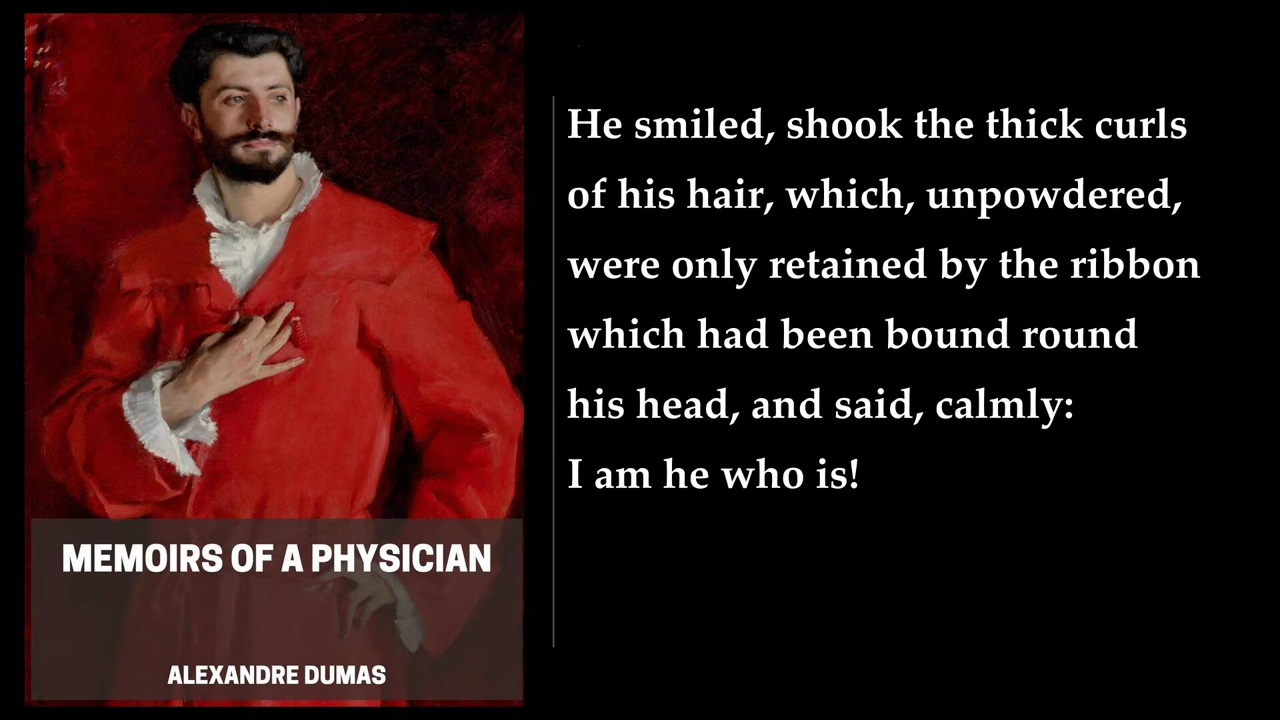 He smiled, shook the thick curls
of his hair, which, unpowdered,
were only retained by the ribbon
which had been bound round
his head, and said, calmly:
I am he who is!
MEMOIRS OF A PHYSICIAN
ALEXANDRE DUMAS